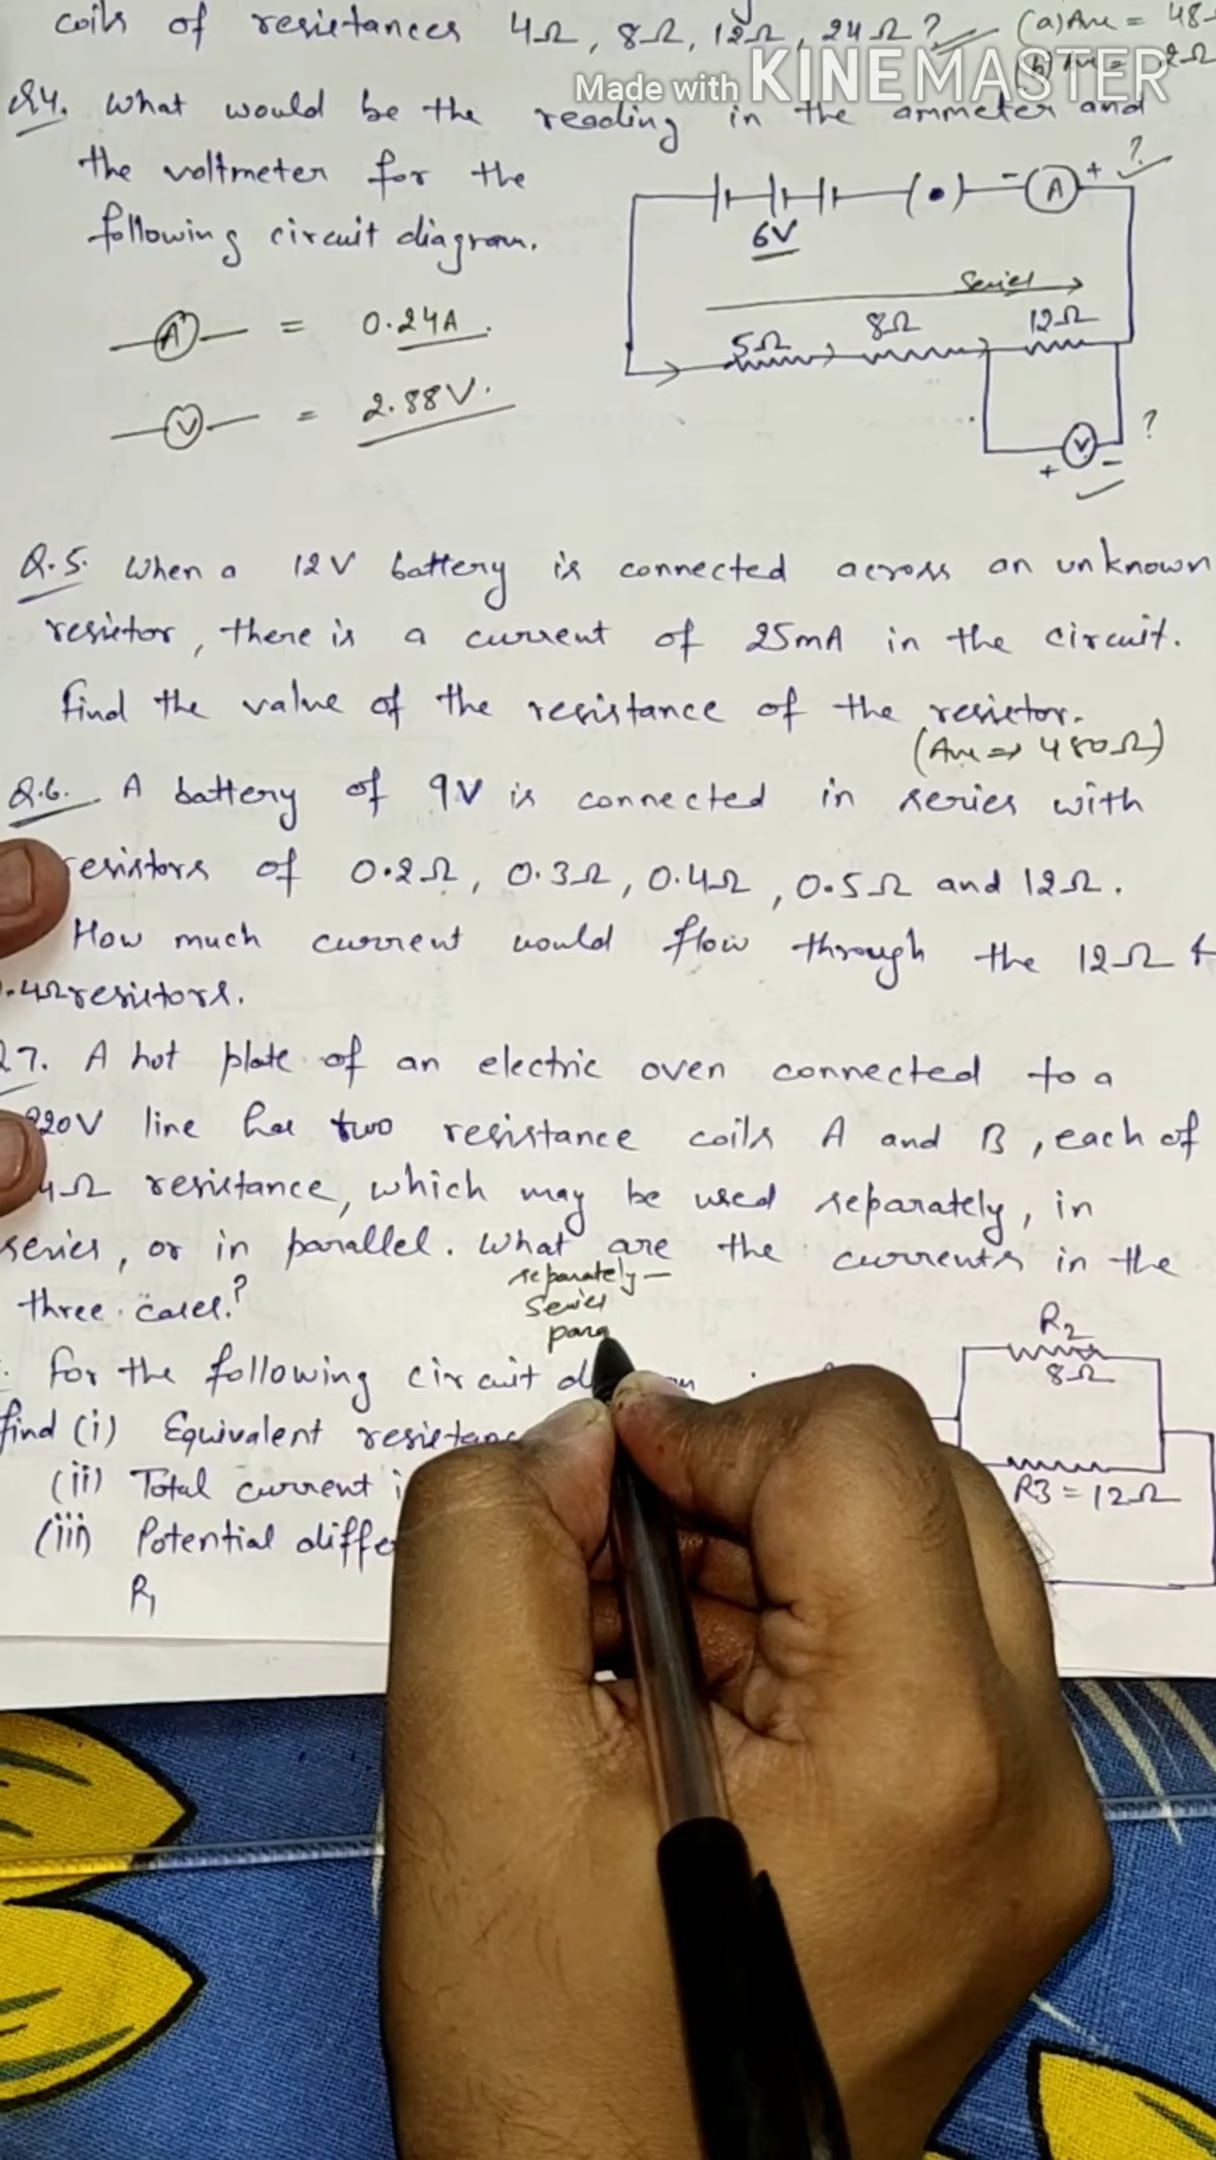 coils of resistances 4Ω, 8Ω, 12Ω, 24Ω? (a) Ans = 48
(b) Ans = 2Ω
Made with KINEMASTER
Q4. What would be the reading in the ammeter and
the voltmeter for the
following circuit diagram.
A = 0.24A.
V = 2.88V.
- A + ?
6V
Series
5Ω 8Ω 12Ω
+ V - ?
Q.5. When a 12V battery is connected across an unknown
resistor, there is a current of 25mA in the circuit.
find the value of the resistance of the resistor.
(Ans => 480Ω)
Q.6. A battery of 9V is connected in series with
resistors of 0.2Ω, 0.3Ω, 0.4Ω, 0.5Ω and 12Ω.
How much current would flow through the 12Ω &
0.4Ω resistors.
27. A hot plate of an electric oven connected to a
220V line has two resistance coils A and B, each of
4Ω resistance, which may be used separately, in
series, or in parallel. What are the currents in the
three cases?
separately -
Series
para
for the following circuit
find (i) Equivalent
(ii) Total current
(iii) Potential
R1
R2
8Ω
R3 = 12Ω